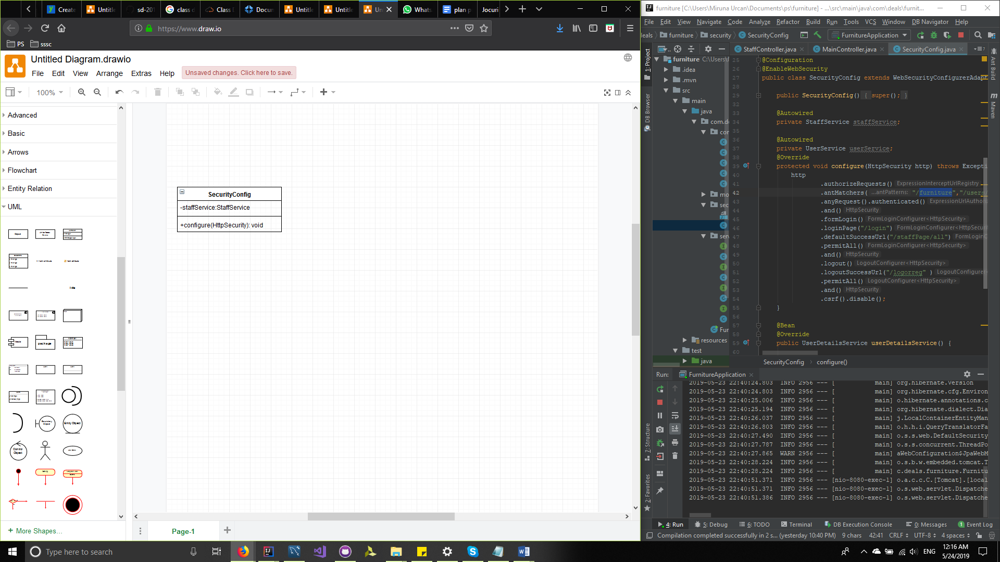 Create
Untitle
sd-201
class d
Class D
Docun
Untitle
Untitle
Un
Whats
plan p
Jocuri
https://www.draw.io
PS
sssc
Untitled Diagram.drawio
File Edit View Arrange Extras Help
Unsaved changes. Click here to save.
100%
Advanced
Basic
Arrows
Flowchart
Entity Relation
UML
Object
package
Entity Object
Control Object
More Shapes...
SecurityConfig
-staffService:StaffService
+configure(HttpSecurity): void
Page-1
furniture [C:\Users\Miruna Urcan\Documents\ps\furniture] - ...\src\main\java\com\deals\furnit...
File Edit View Navigate Code Analyze Refactor Build Run Tools VCS Window DB Navigator Help
deals furniture security SecurityConfig
FurnitureApplication
StaffController.java
MainController.java
SecurityConfig.java
1: Project
DB Browser
7: Structure
2: Favorites
Ant Build
Maven
furniture C:\Users\
.idea
.mvn
src
main
java
com.d
cor
mo
sec
ser
Fur
resources
test
java
25 @Configuration
26 @EnableWebSecurity
27 public class SecurityConfig extends WebSecurityConfigurerAdapt
28
29 public SecurityConfig() { super(); }
32
33 @Autowired
34 private StaffService staffService;
35
36 @Autowired
37 private UserService userService;
38 @Override
39 protected void configure(HttpSecurity http) throws Excepti
40 http
41 .authorizeRequests() ExpressionInterceptUrlRegistry
42 .antMatchers( ...antPatterns: "/furniture","/users/
43 .anyRequest().authenticated() ExpressionUrlAuthori
44 .and() HttpSecurity
45 .formLogin() FormLoginConfigurer<HttpSecurity>
46 .loginPage("/login") FormLoginConfigurer<HttpSecuri
47 .defaultSuccessUrl("/staffPage/all") FormLoginC
48 .permitAll() FormLoginConfigurer<HttpSecurity>
49 .and() HttpSecurity
50 .logout() LogoutConfigurer<HttpSecurity>
51 .logoutSuccessUrl("/logorreg" ) LogoutConfigurer
52 .permitAll() LogoutConfigurer<HttpSecurity>
53 .and() HttpSecurity
54 .csrf().disable();
55 }
56
57 @Bean
58 @Override
59 public UserDetailsService userDetailsService() {
60
SecurityConfig configure()
Run: FurnitureApplication
2019-05-23 22:40:24.803 INFO 2956 --- [ main] org.hibernate.Version
2019-05-23 22:40:24.803 INFO 2956 --- [ main] org.hibernate.cfg.Environ
2019-05-23 22:40:25.006 INFO 2956 --- [ main] o.hibernate.annotations.c
2019-05-23 22:40:25.194 INFO 2956 --- [ main] org.hibernate.dialect.Dia
2019-05-23 22:40:26.037 INFO 2956 --- [ main] j.LocalContainerEntityMan
2019-05-23 22:40:26.803 INFO 2956 --- [ main] o.h.h.i.QueryTranslatorFa
2019-05-23 22:40:27.490 INFO 2956 --- [ main] o.s.s.web.DefaultSecurity
2019-05-23 22:40:27.787 INFO 2956 --- [ main] o.s.s.concurrent.ThreadPo
2019-05-23 22:40:27.865 WARN 2956 --- [ main] aWebConfiguration$JpaWebM
2019-05-23 22:40:28.224 INFO 2956 --- [ main] o.s.b.w.embedded.tomcat.T
2019-05-23 22:40:28.224 INFO 2956 --- [ main] c.deals.furniture.Furnitu
2019-05-23 22:40:51.371 INFO 2956 --- [nio-8080-exec-1] o.a.c.c.C.[Tomcat].[local
2019-05-23 22:40:51.371 INFO 2956 --- [nio-8080-exec-1] o.s.web.servlet.Dispatche
2019-05-23 22:40:51.386 INFO 2956 --- [nio-8080-exec-1] o.s.web.servlet.Dispatche
4: Run 5: Debug 6: TODO Terminal DB Execution Console 0: Messages 1 Event Log
Compilation completed successfully in 2 s... (yesterday 10:40 PM) 9 chars 42:41 CRLF UTF-8 4 spaces
Type here to search
ENG
12:16 AM
5/24/2019